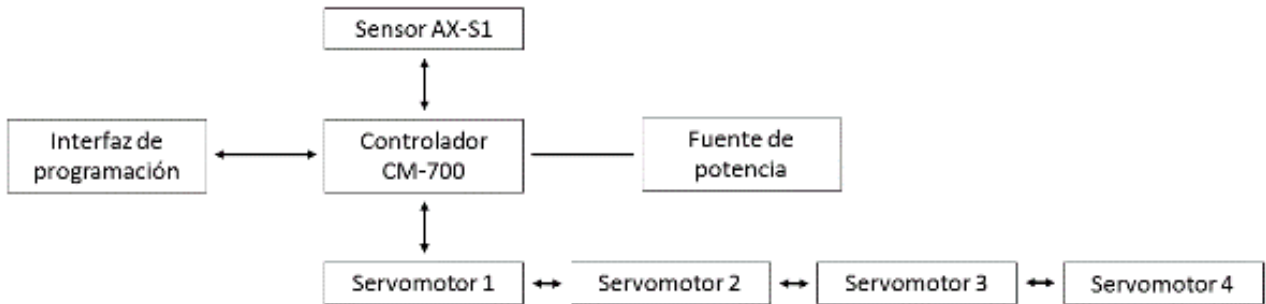 Sensor AX-S1
Interfaz de
programación
Controlador
CM-700
Fuente de
potencia
Servomotor 1
Servomotor 2
Servomotor 3
Servomotor 4